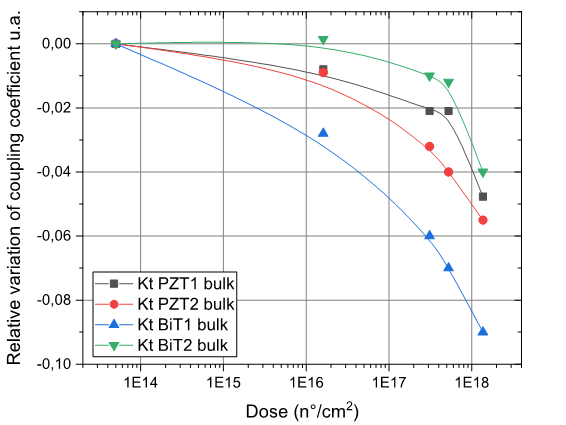 Relative variation of coupling coefficient u.a.
0,00
-0,02
-0,04
-0,06
-0,08
-0,10
Kt PZT1 bulk
Kt PZT2 bulk
Kt BiT1 bulk
Kt BiT2 bulk
1E14 1E15 1E16 1E17 1E18
Dose (n°/cm²)